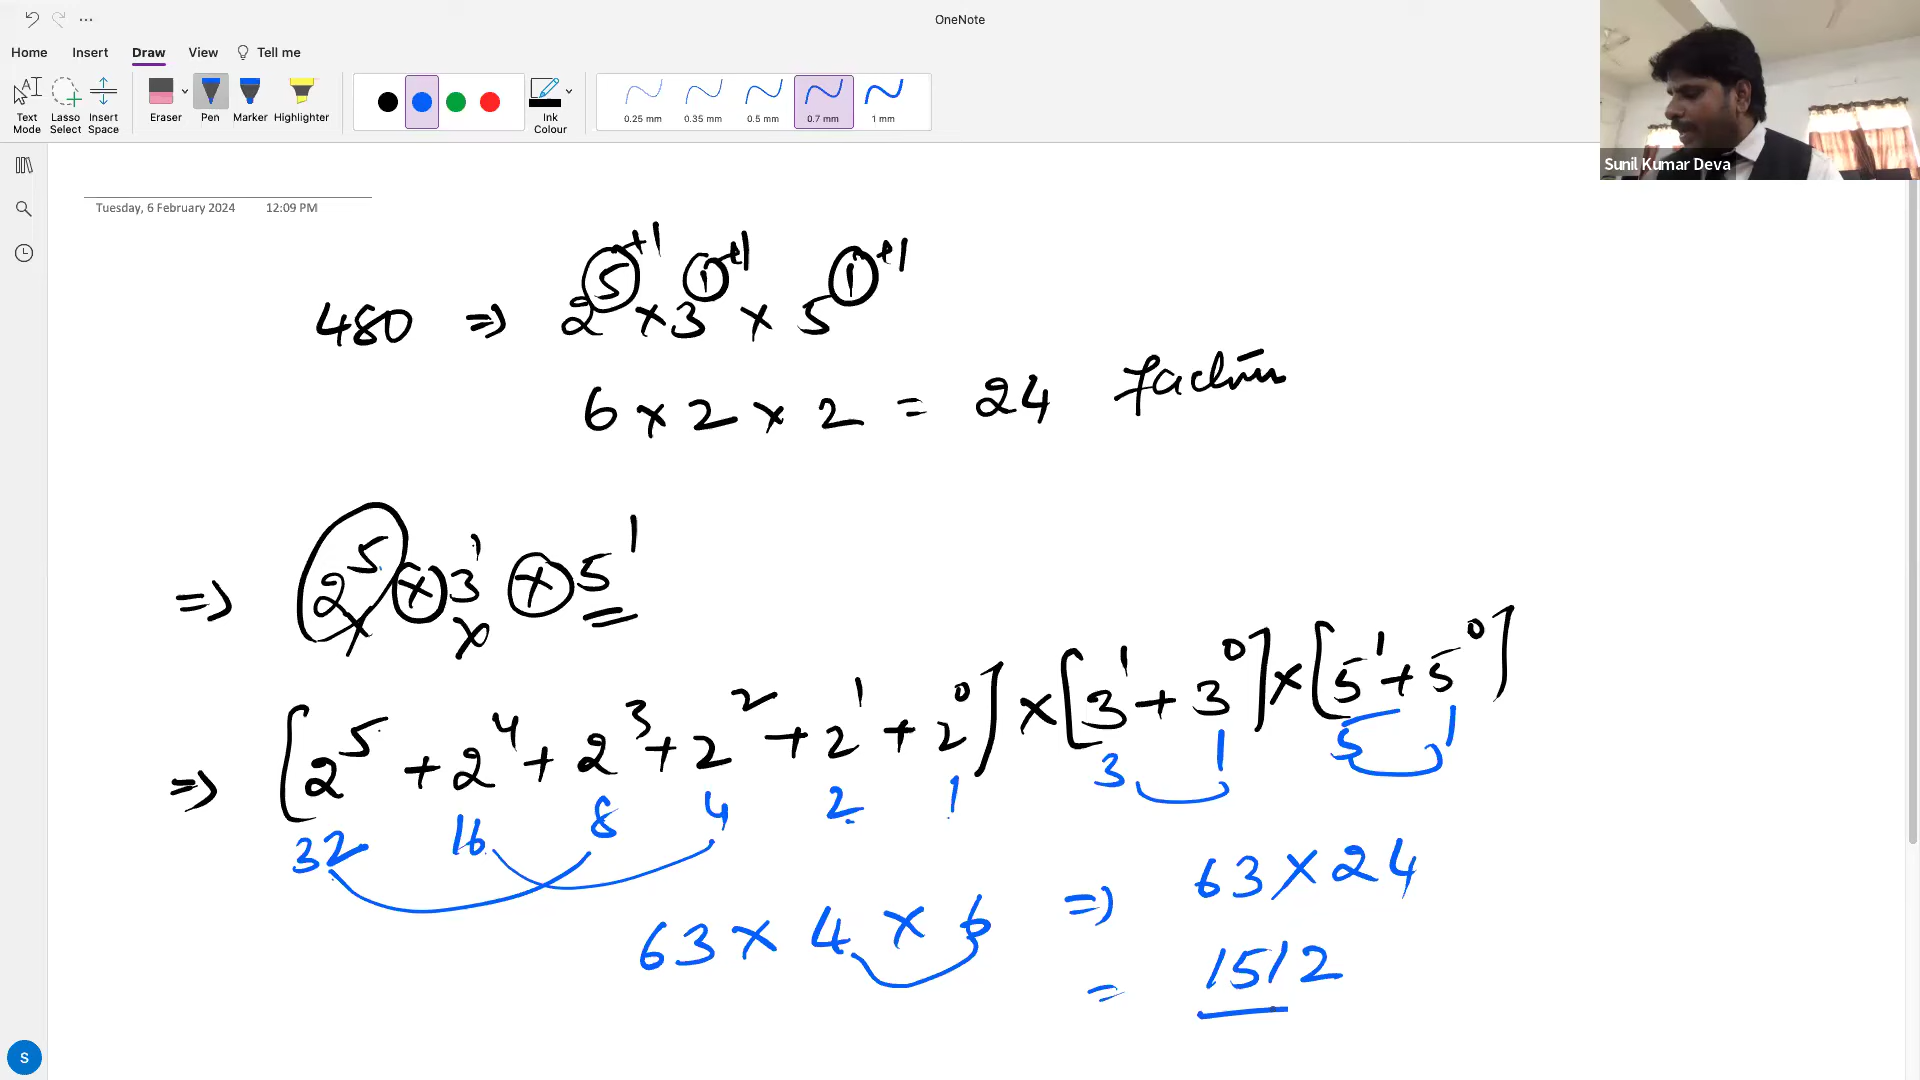 OneNote
Home Insert Draw View Tell me
Text Mode Lasso Select Insert Space Eraser Pen Marker Highlighter Ink Colour 0.25 mm 0.35 mm 0.5 mm 0.7 mm 1 mm
Sunil Kumar Deva
Tuesday, 6 February 2024 12:09 PM
480 => 2^5+1 × 3^1+1 × 5^1+1
6 × 2 × 2 = 24 factors
=> 2^5 × 3^1 × 5^1
x x
=> [2^5 + 2^4 + 2^3 + 2^2 + 2^1 + 2^0] × [3^1 + 3^0] × [5^1 + 5^0]
32 16 8 4 2 1 3 1 5 1
63 × 4 × 6 => 63 × 24
= 1512
S